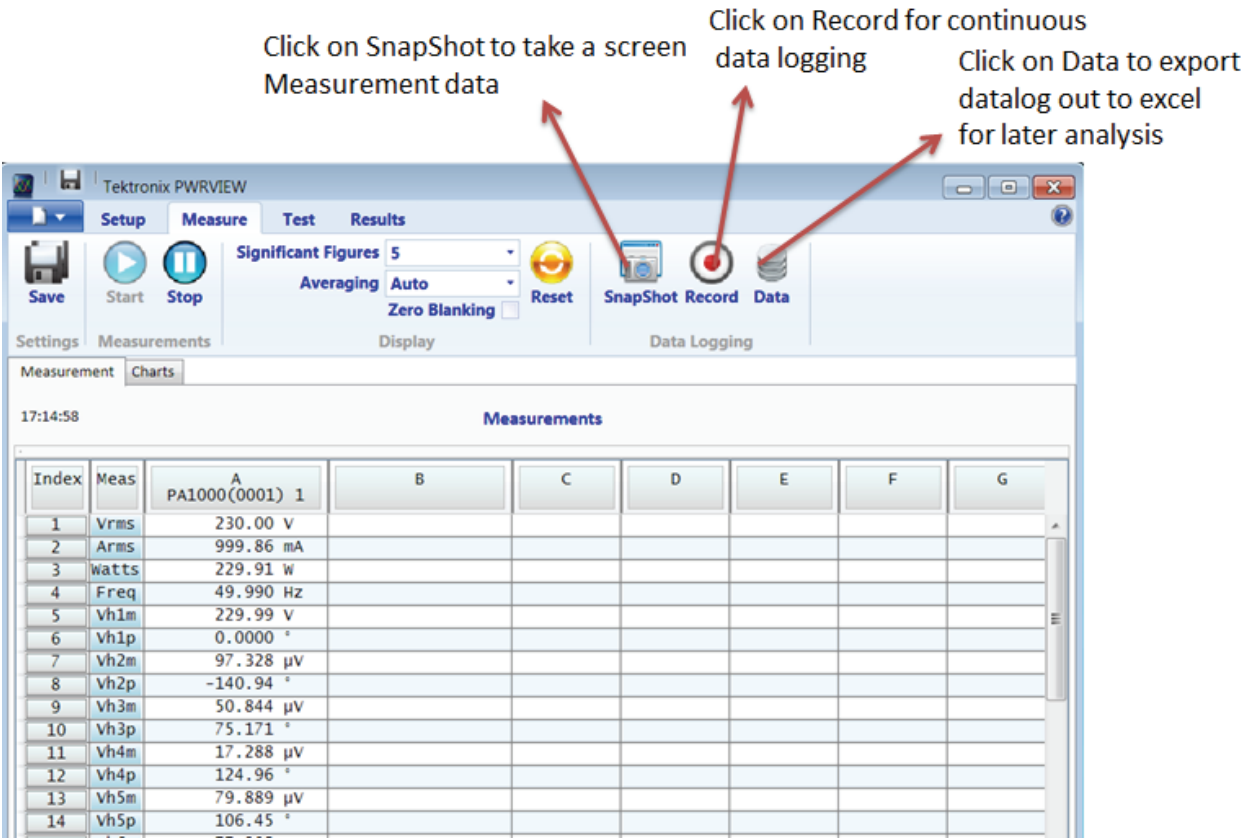 Click on SnapShot to take a screen
Measurement data
Click on Record for continuous
data logging
Click on Data to export
datalog out to excel
for later analysis
Tektronix PWRVIEW
Setup Measure Test Results
Save
Start
Stop
Significant Figures 5
Averaging Auto
Zero Blanking
Reset
SnapShot Record Data
Settings Measurements Display Data Logging
Measurement Charts
17:14:58
Measurements
Index Meas A B C D E F G
PA1000(0001) 1
1 Vrms 230.00 V
2 Arms 999.86 mA
3 Watts 229.91 W
4 Freq 49.990 Hz
5 Vh1m 229.99 V
6 Vh1p 0.0000 °
7 Vh2m 97.328 µV
8 Vh2p -140.94 °
9 Vh3m 50.844 µV
10 Vh3p 75.171 °
11 Vh4m 17.288 µV
12 Vh4p 124.96 °
13 Vh5m 79.889 µV
14 Vh5p 106.45 °